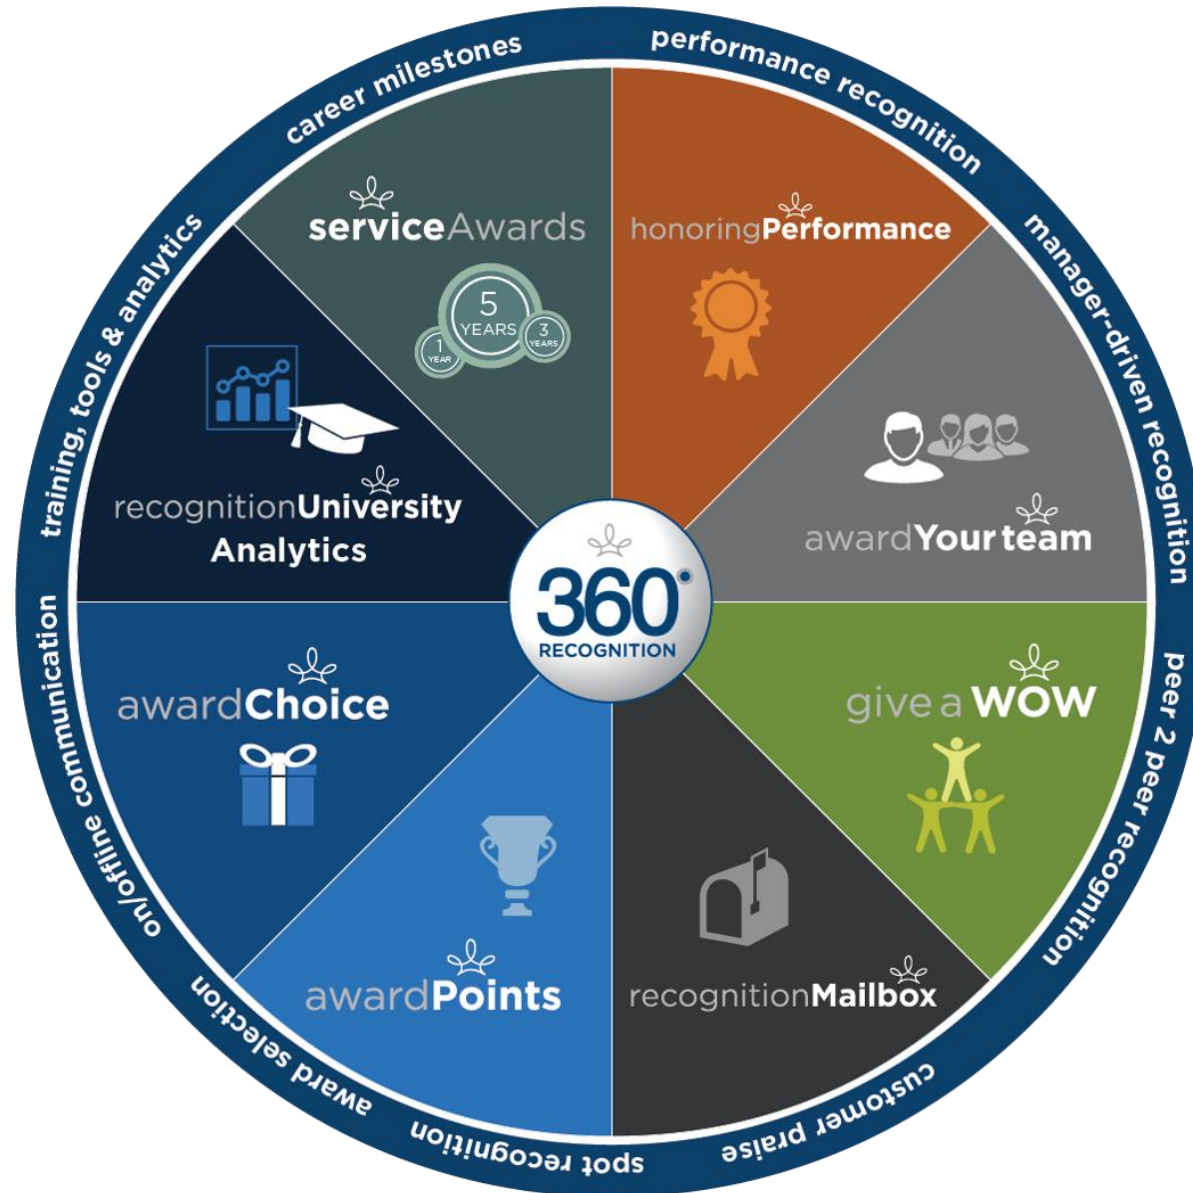 career milestones
performance recognition
manager-driven recognition
peer 2 peer recognition
customer praise
spot recognition
award selection
on/offline communication
training, tools & analytics
serviceAwards
5
YEARS
1
YEAR
3
YEARS
honoringPerformance
awardYour team
give a WOW
recognitionMailbox
awardPoints
awardChoice
recognitionUniversity
Analytics
360°
RECOGNITION